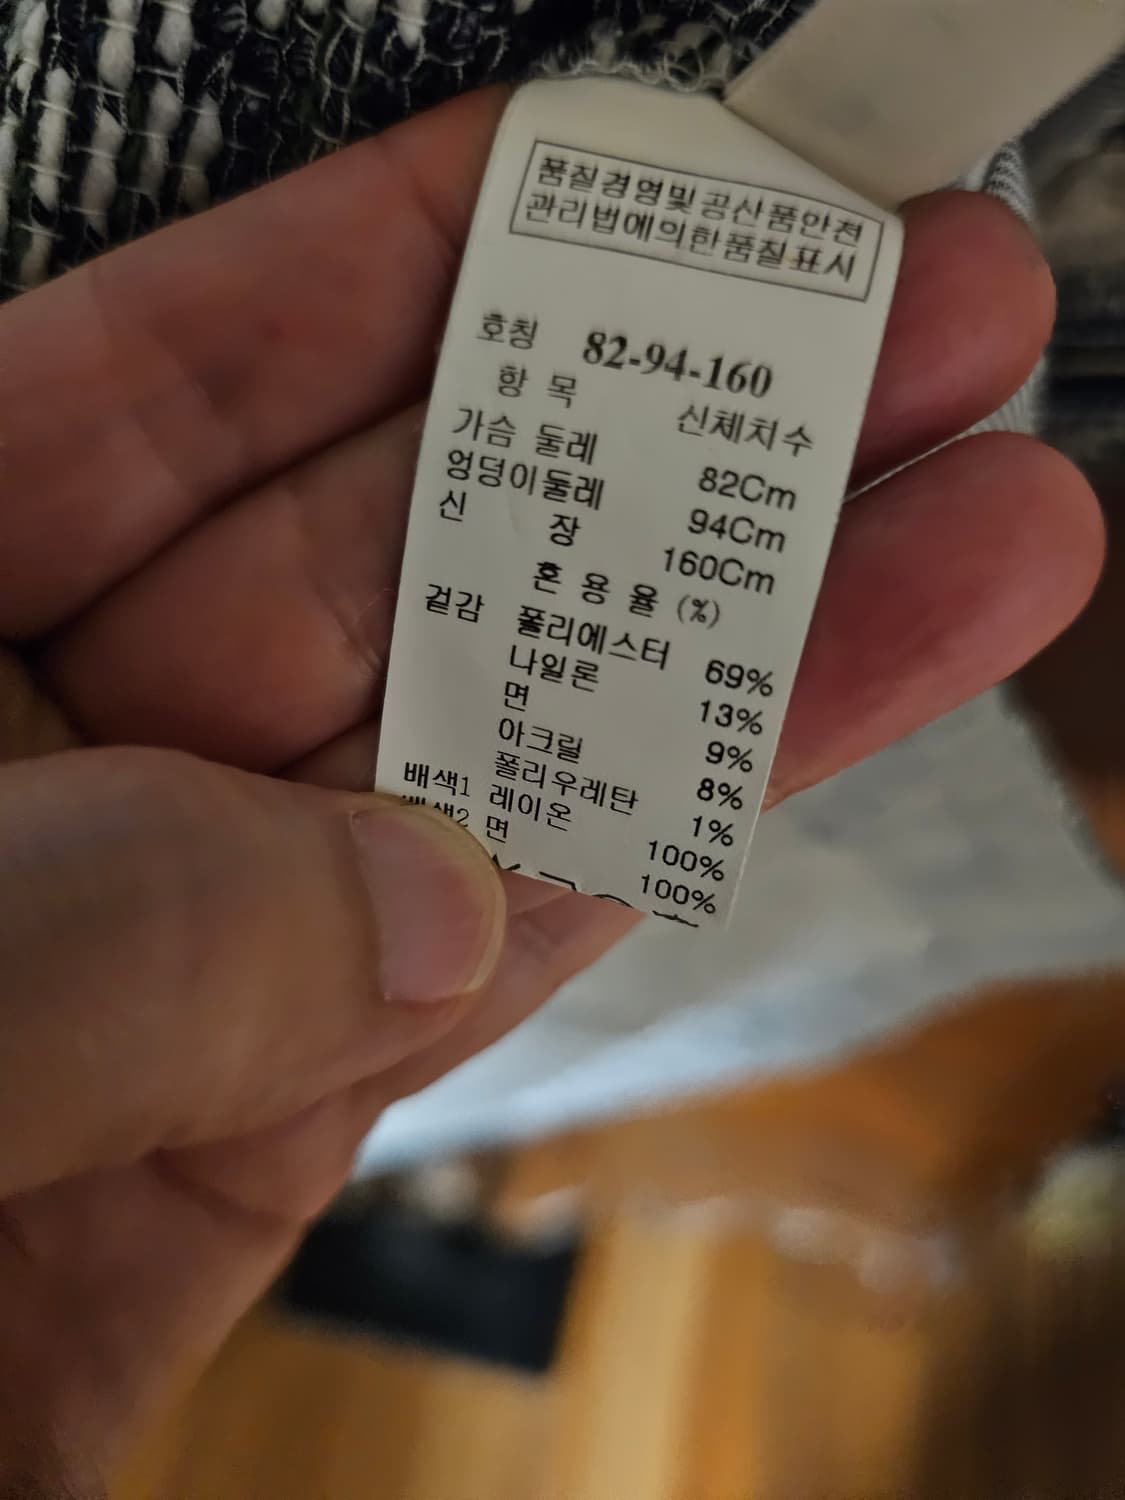 품질경영및공산품안전
관리법에의한품질표시
호칭 82-94-160
항 목 신체치수
가슴 둘레 82Cm
엉덩이둘레 94Cm
신 장 160Cm
혼 용 율 (%)
겉감 폴리에스터 69%
나일론 13%
면 9%
아크릴 8%
폴리우레탄 1%
배색1 레이온 100%
배색2 면 100%